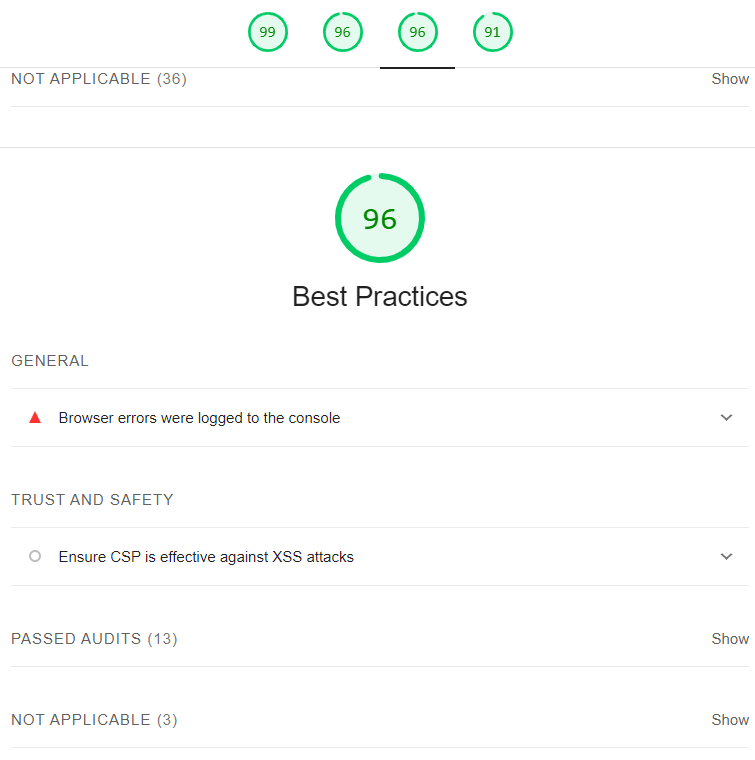 99 96 96 91
NOT APPLICABLE (36) Show
96
Best Practices
GENERAL
Browser errors were logged to the console
TRUST AND SAFETY
Ensure CSP is effective against XSS attacks
PASSED AUDITS (13) Show
NOT APPLICABLE (3) Show